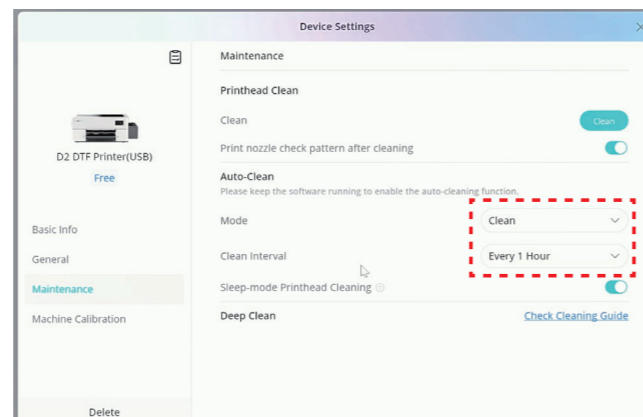 Device Settings
D2 DTF Printer(USB)
Free
Basic Info
General
Maintenance
Machine Calibration
Delete
Maintenance
Printhead Clean
Clean
Clean
Print nozzle check pattern after cleaning
Auto-Clean
Please keep the software running to enable the auto-cleaning function.
Mode
Clean
Clean Interval
Every 1 Hour
Sleep-mode Printhead Cleaning
Deep Clean
Check Cleaning Guide